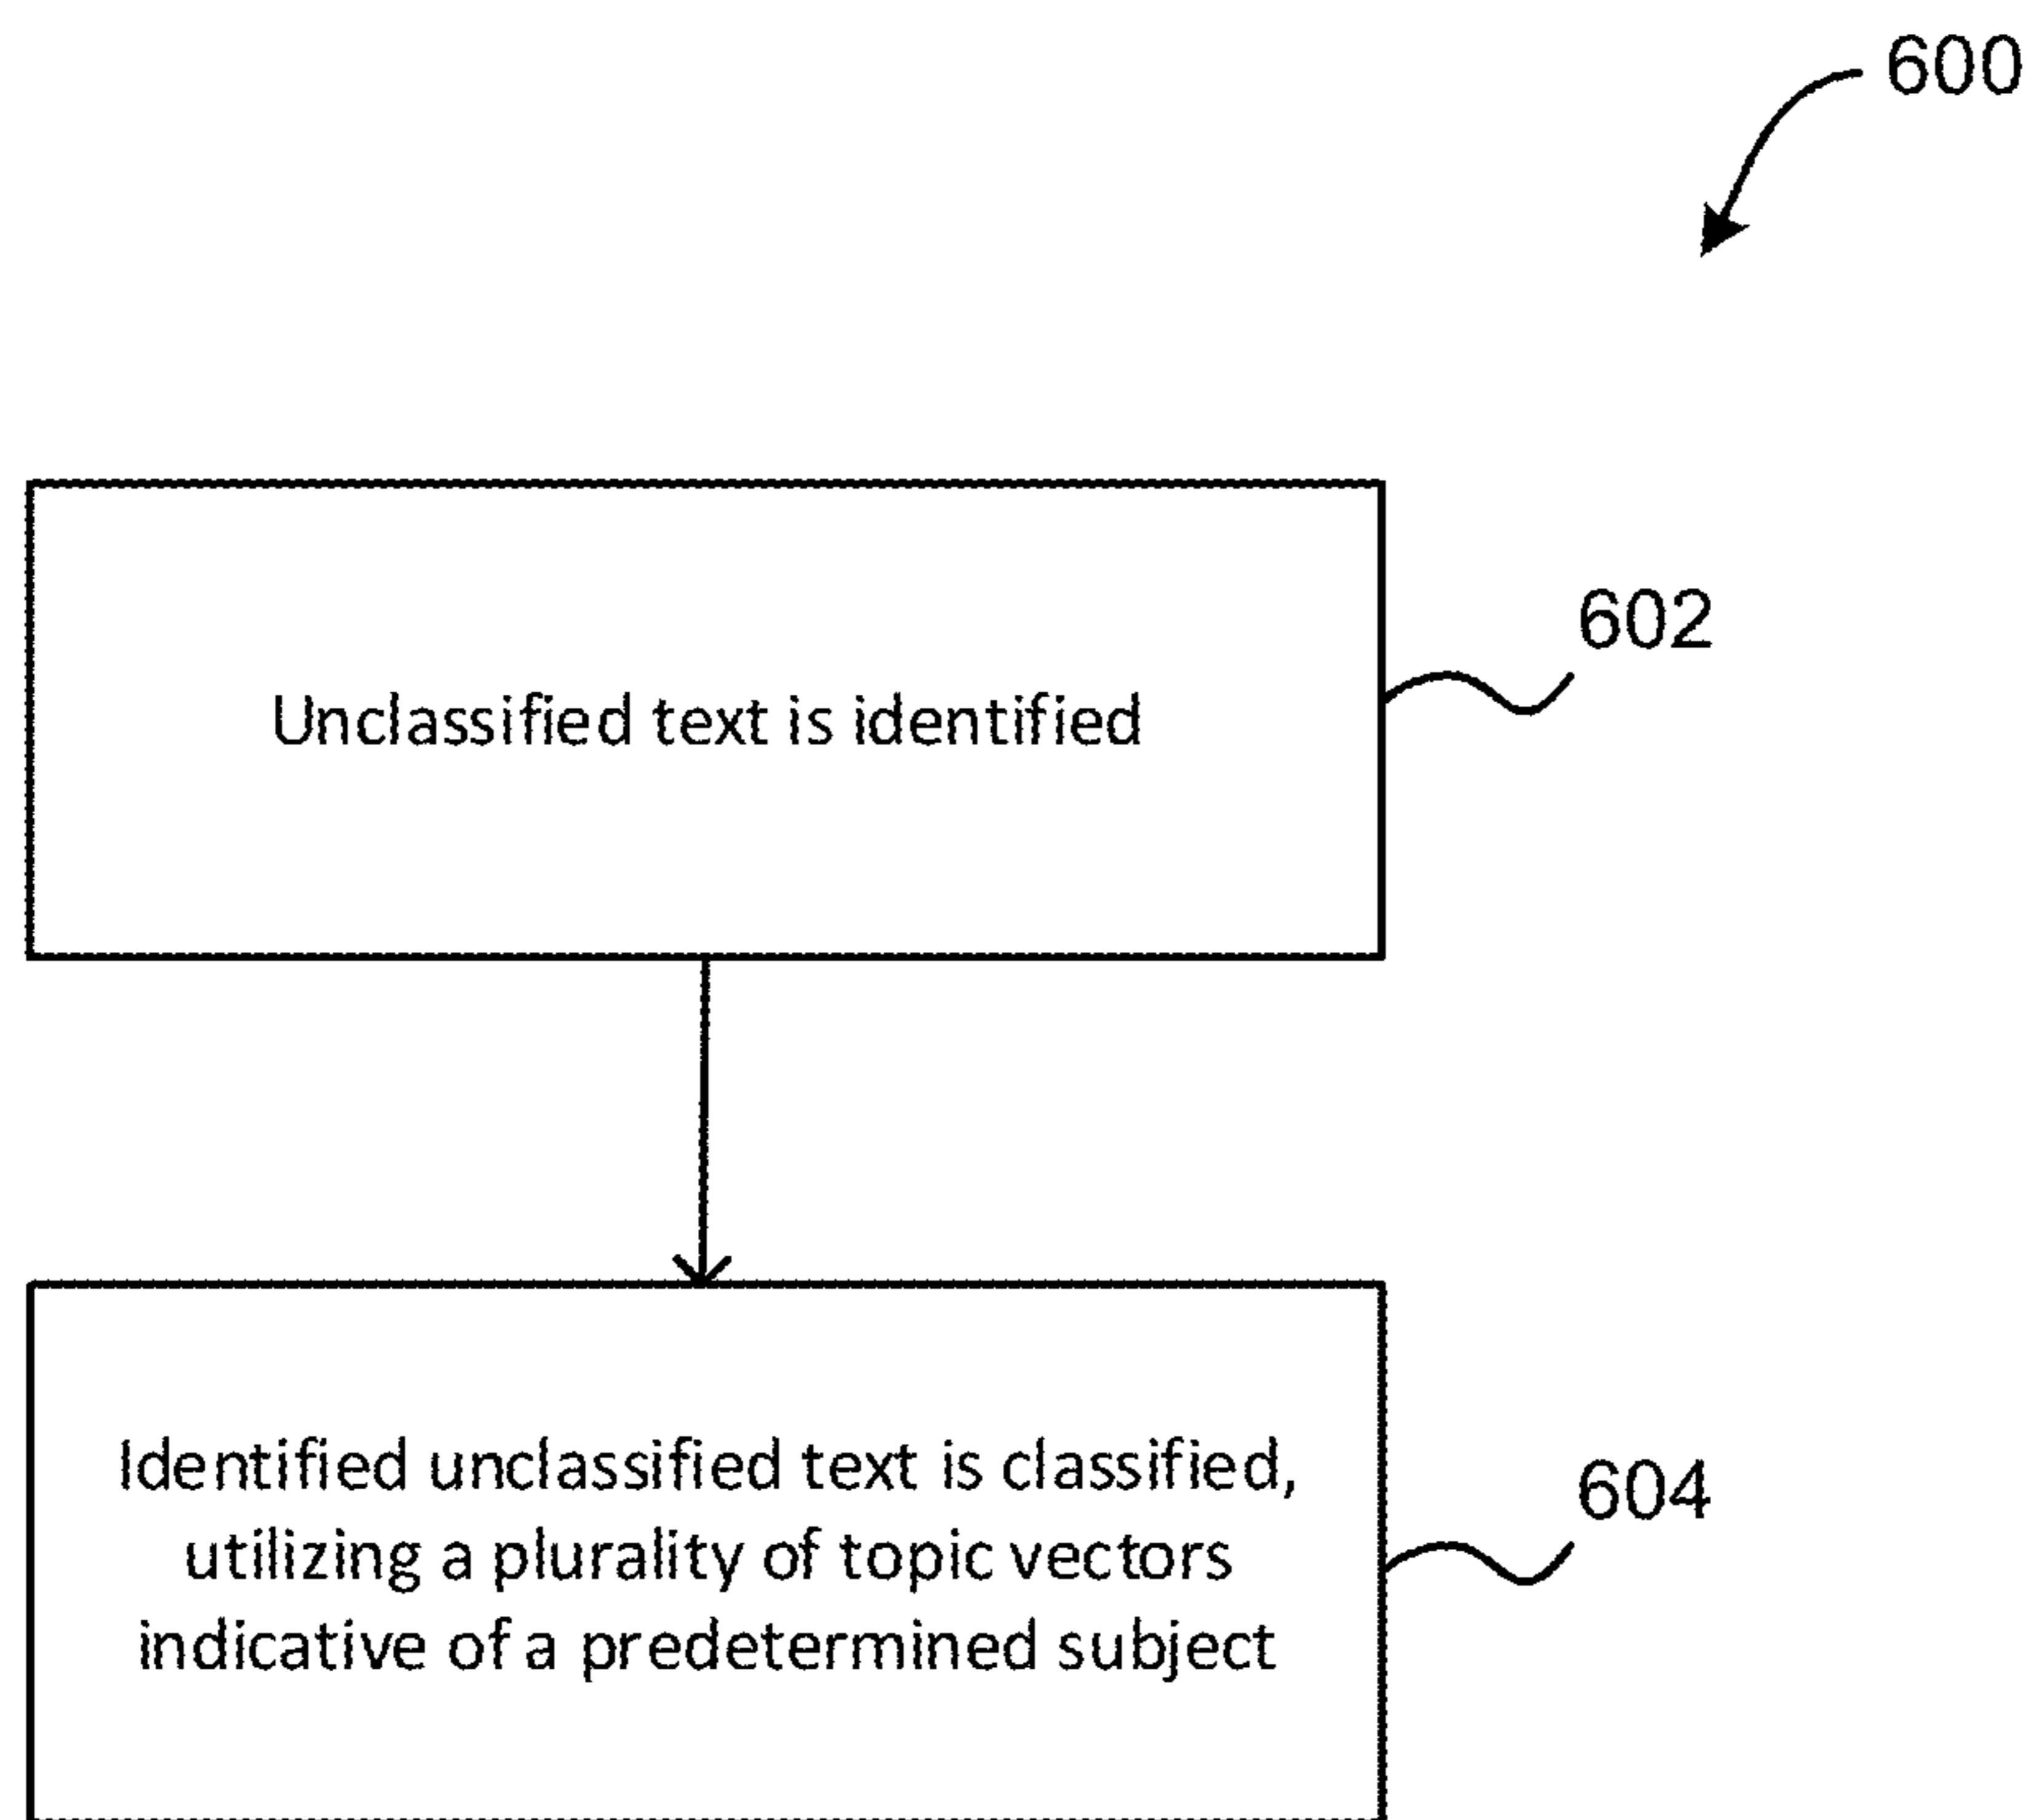 600
Unclassified text is identified
602
Identified unclassified text is classified,
utilizing a plurality of topic vectors
indicative of a predetermined subject
604